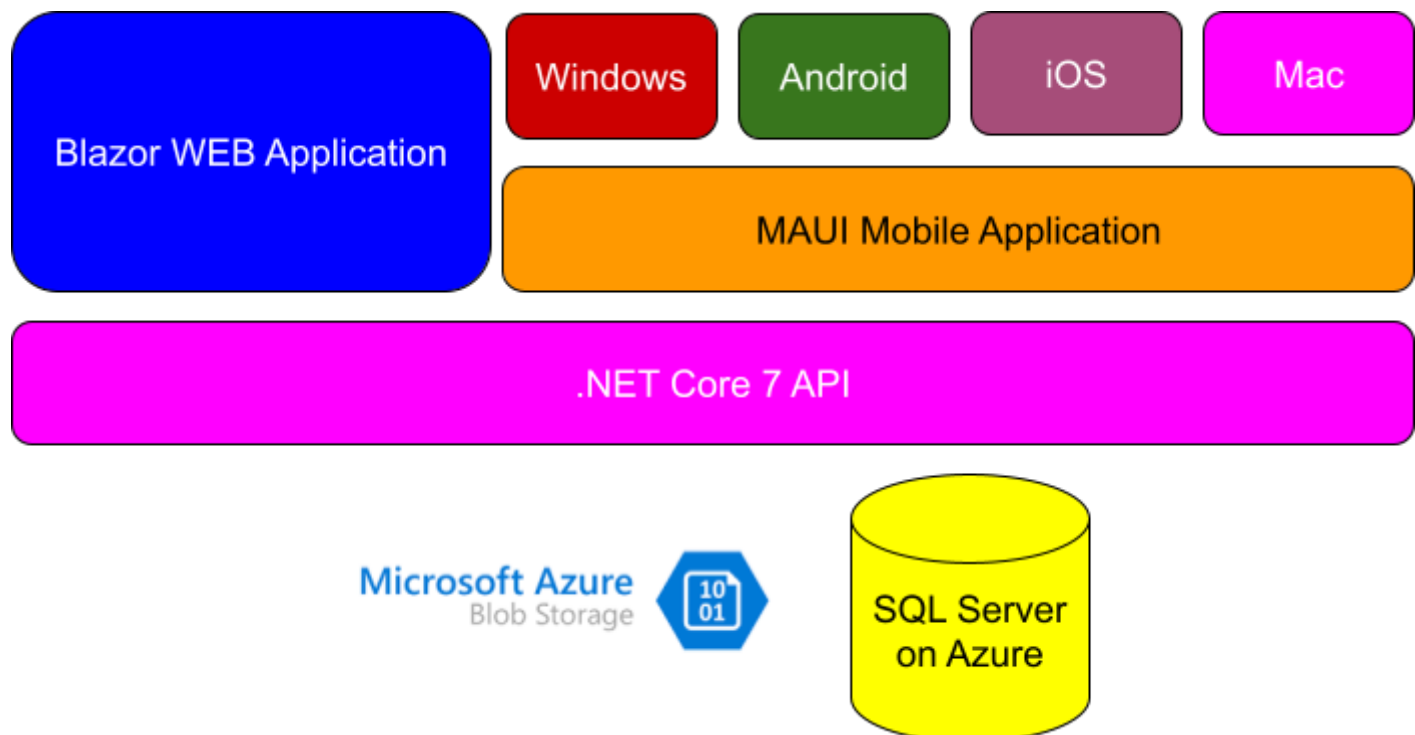 Blazor WEB Application
Windows
Android
iOS
Mac
MAUI Mobile Application
.NET Core 7 API
Microsoft Azure
Blob Storage
10
01
SQL Server
on Azure